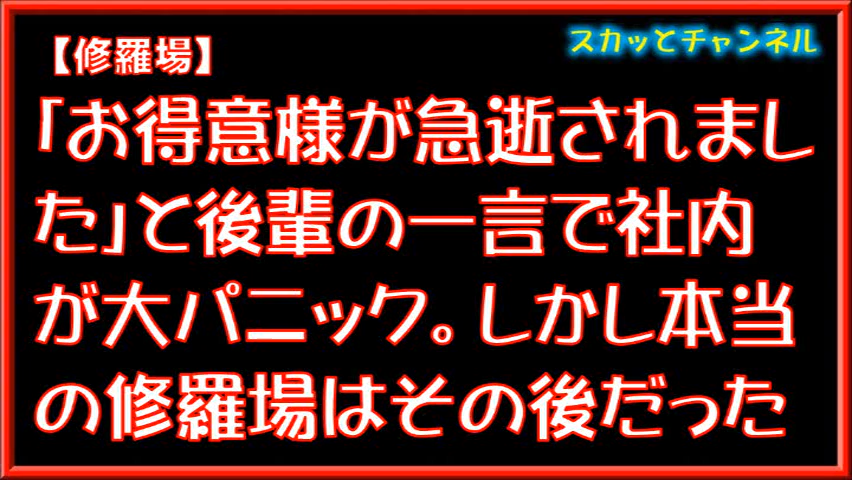 【修羅場】
スカッとチャンネル
「お得意様が急逝されまし
た」と後輩の一言で社内
が大パニック。しかし本当
の修羅場はその後だった